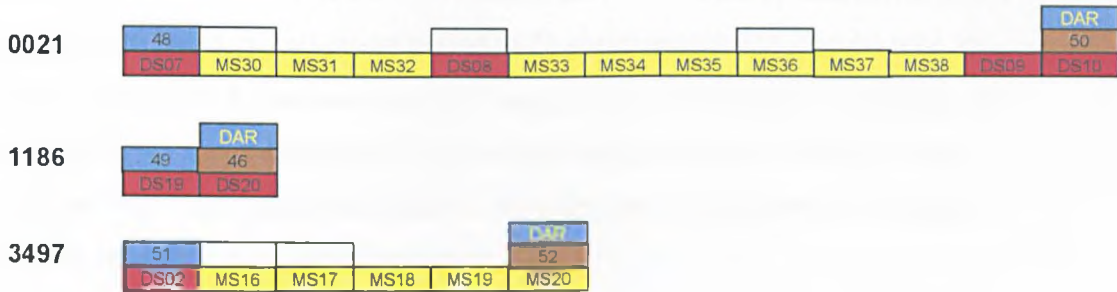 DAR
0021 48 50
DS07 MS30 MS31 MS32 DS08 MS33 MS34 MS35 MS36 MS37 MS38 DS09 DS10
DAR
1186 49 46
DS19 DS20
DAR
3497 51 52
DS02 MS16 MS17 MS18 MS19 MS20